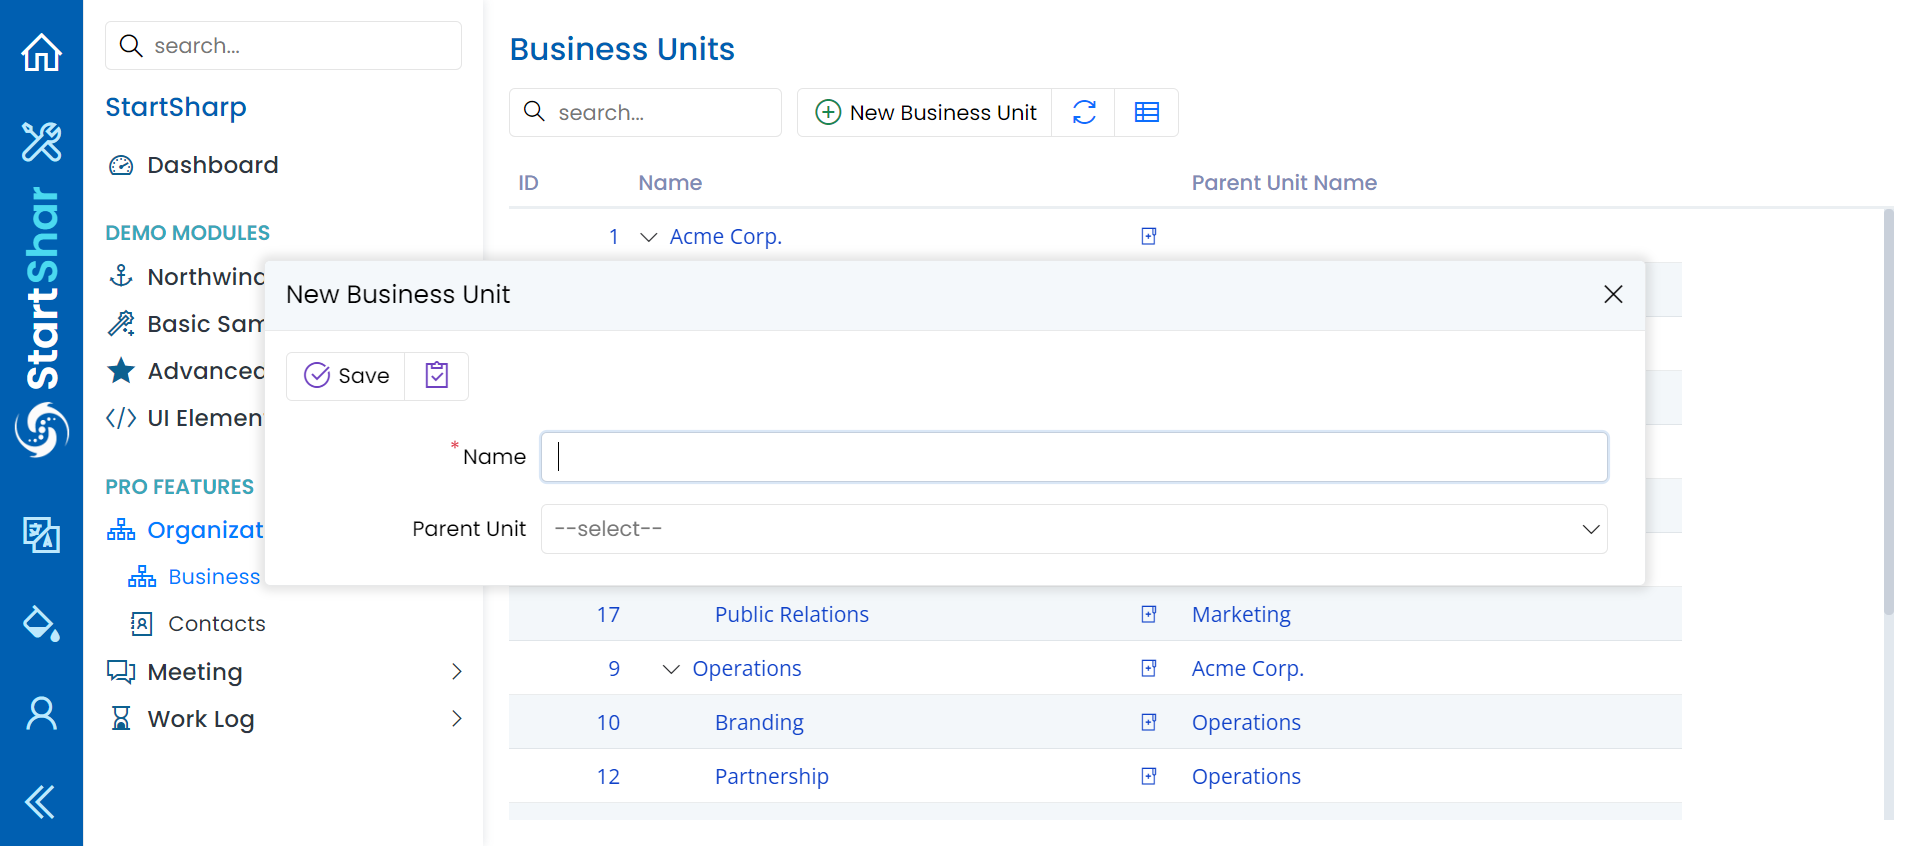 StartShar
search...
StartSharp
Dashboard
DEMO MODULES
Northwind
Basic Sam
Advanced
UI Elemen
PRO FEATURES
Organizat
Business
Contacts
Meeting
Work Log
Business Units
search...
New Business Unit
ID Name Parent Unit Name
1 Acme Corp.
New Business Unit
Save
* Name
Parent Unit --select--
17 Public Relations Marketing
9 Operations Acme Corp.
10 Branding Operations
12 Partnership Operations